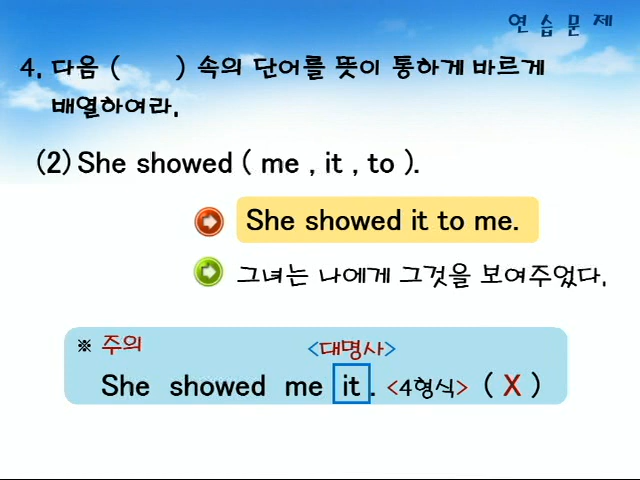 연습문제
4. 다음 (      ) 속의 단어를 뜻이 통하게 바르게
배열하여라.
(2) She showed ( me , it , to ).
She showed it to me.
그녀는 나에게 그것을 보여주었다.
※ 주의
<대명사>
She showed me it . <4형식> ( X )